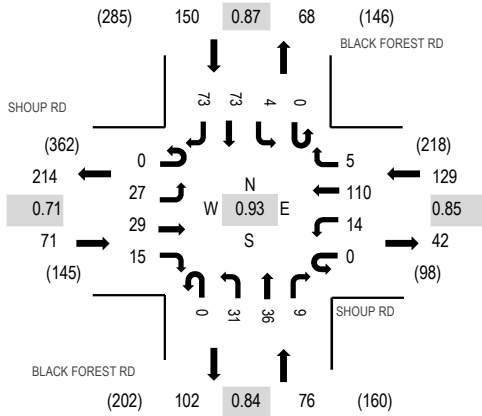 (285) 150 0.87 68 (146)
BLACK FOREST RD
73 73 4 0
SHOUP RD
(362) 0 5 (218)
214 27 N 110 129
0.71 W 0.93 E 0.85
71 29 S 14 42
(145) 15 0 (98)
0 31 36 9
SHOUP RD
BLACK FOREST RD
(202) 102 0.84 76 (160)